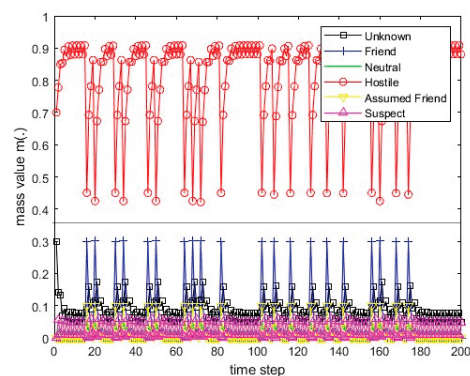 Unknown
Friend
Neutral
Hostile
Assumed Friend
Suspect
mass value m(.)
1
0.9
0.8
0.7
0.6
0.5
0.4
0.3
0.2
0.1
0
0 20 40 60 80 100 120 140 160 180 200
time step